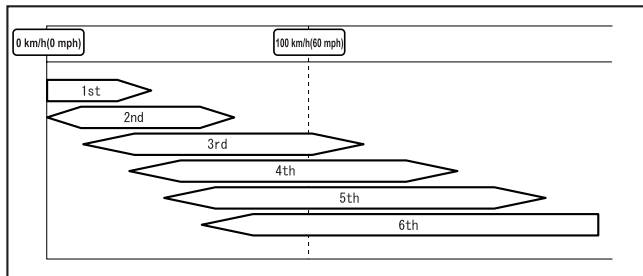 0 km/h(0 mph)
100 km/h(60 mph)
1st
2nd
3rd
4th
5th
6th